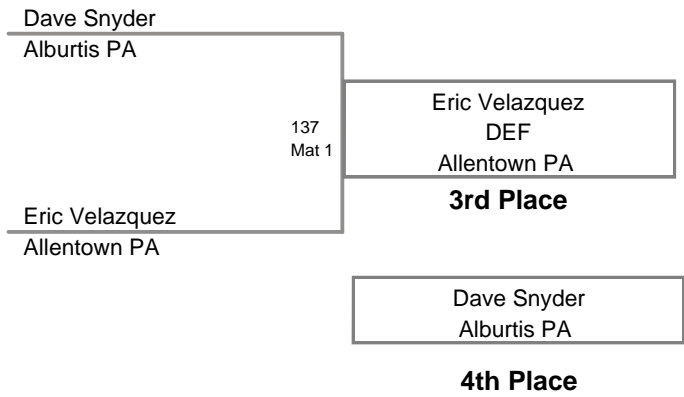 Dave Snyder
Alburtis PA
137
Mat 1
Eric Velazquez
DEF
Allentown PA
3rd Place
Eric Velazquez
Allentown PA
Dave Snyder
Alburtis PA
4th Place